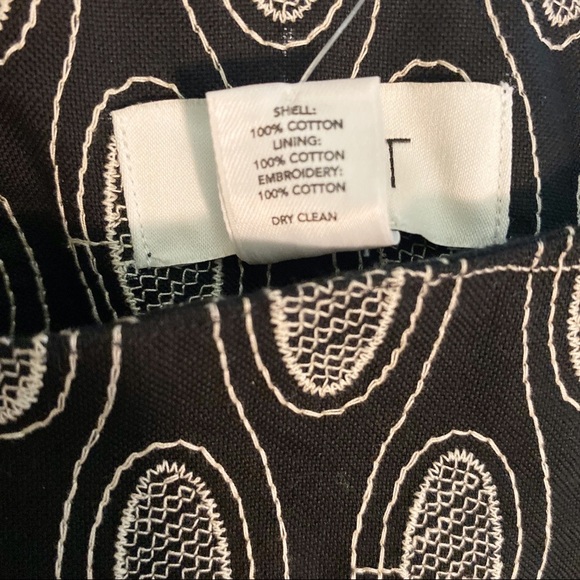 SHELL:
100% COTTON
LINING:
100% COTTON
EMBROIDERY:
100% COTTON
DRY CLEAN
T